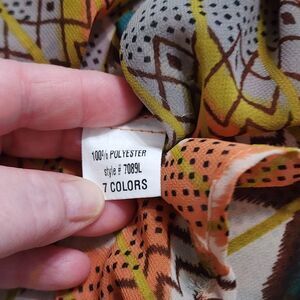 100% POLYESTER
style # 7089L
7 COLORS